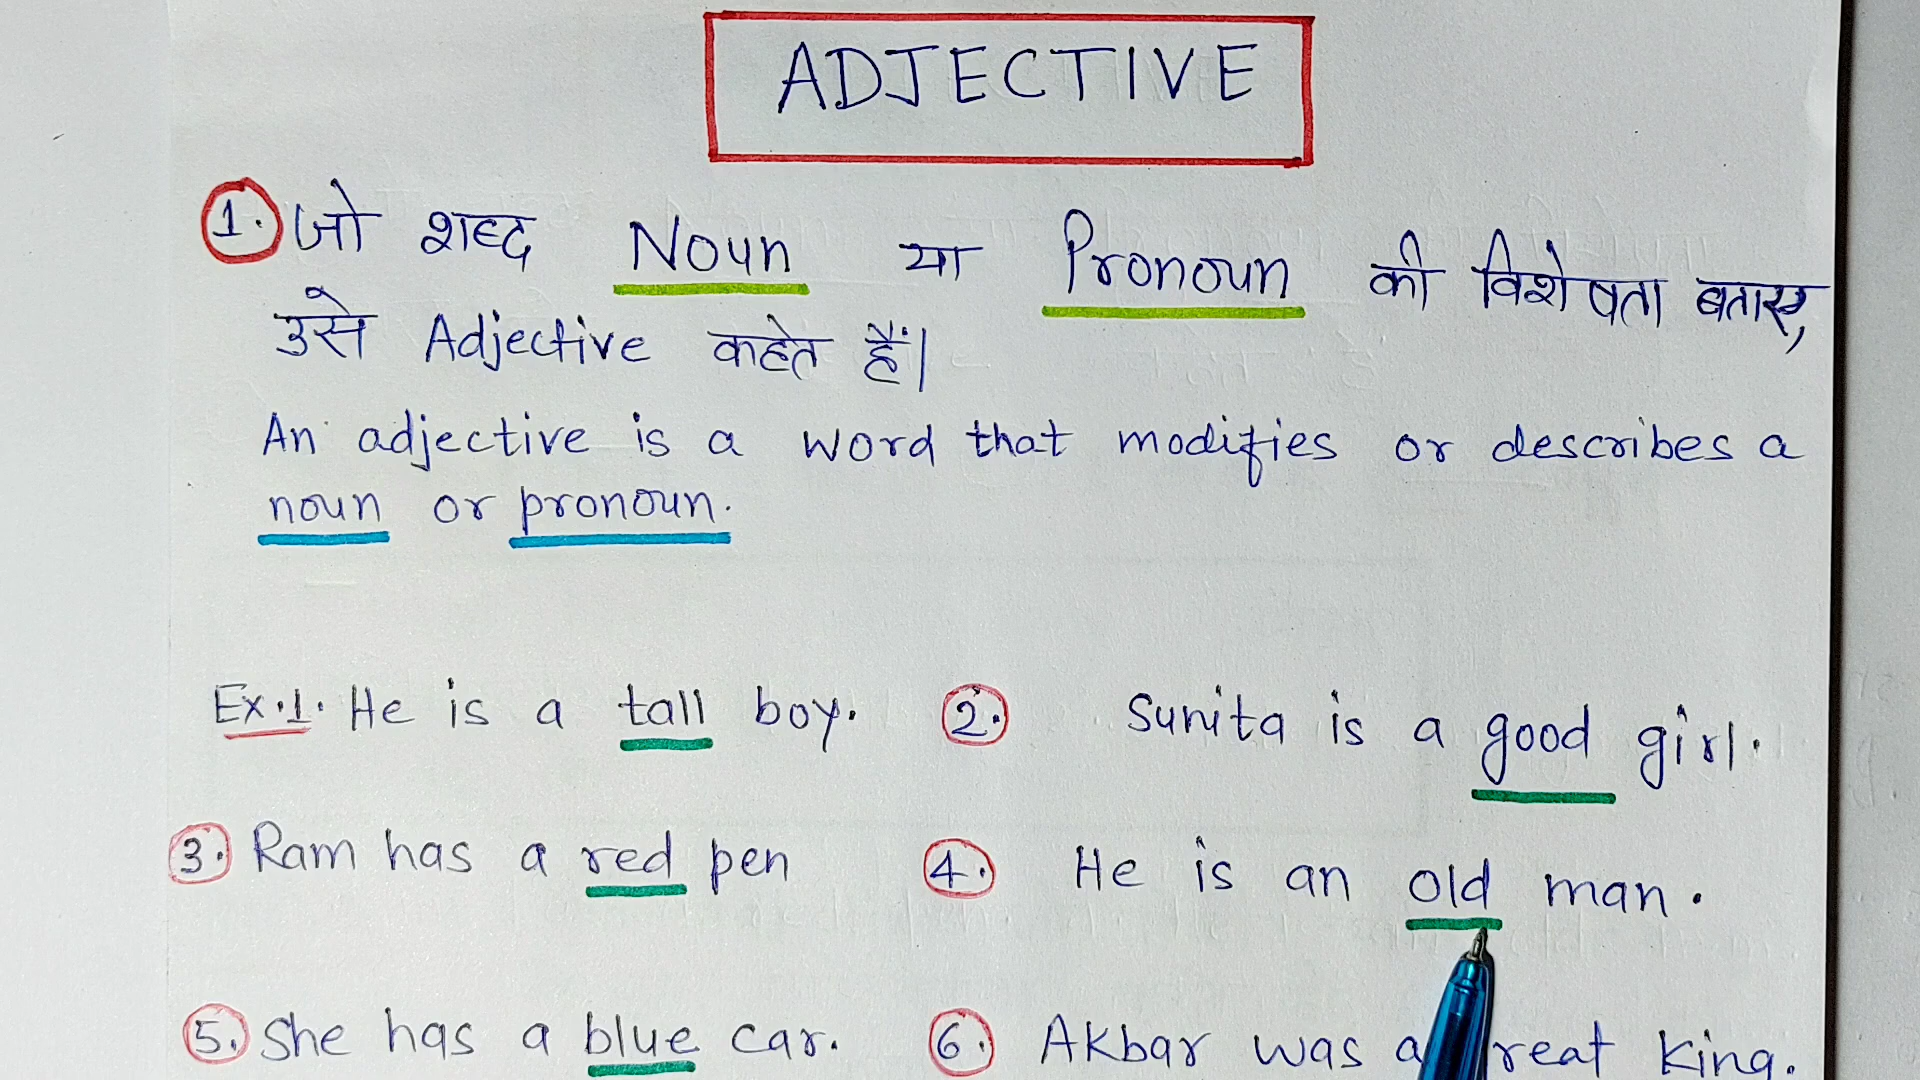 ADJECTIVE
1. जो शब्द Noun या Pronoun की विशेषता बताए,
उसे Adjective कहते हैं।
An adjective is a word that modifies or describes a
noun or pronoun.
Ex.1. He is a tall boy. 2. Sunita is a good girl.
3. Ram has a red pen 4. He is an old man.
5. She has a blue car. 6. Akbar was a reat king.